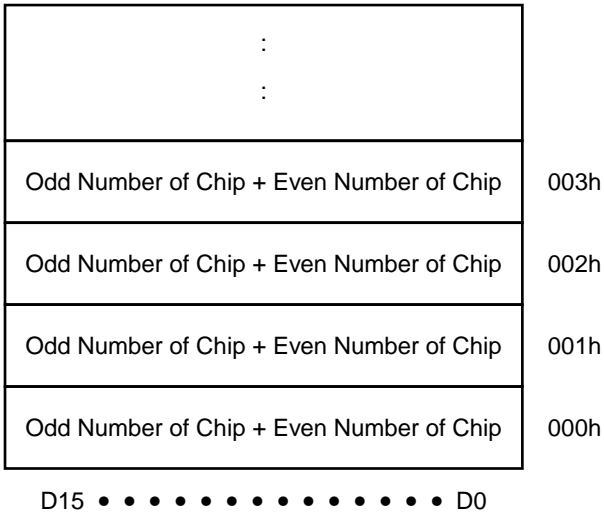 :
:
Odd Number of Chip + Even Number of Chip 003h
Odd Number of Chip + Even Number of Chip 002h
Odd Number of Chip + Even Number of Chip 001h
Odd Number of Chip + Even Number of Chip 000h
D15 ● ● ● ● ● ● ● ● ● ● ● ● ● ● D0